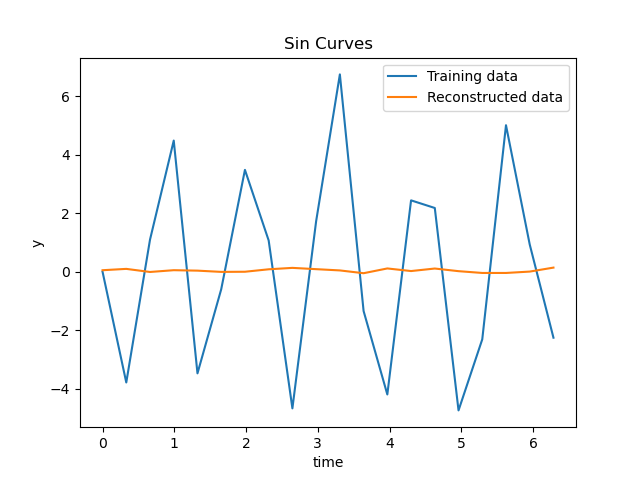 Sin Curves
Training data
Reconstructed data
6
4
2
0
−2
−4
y
0
1
2
3
4
5
6
time